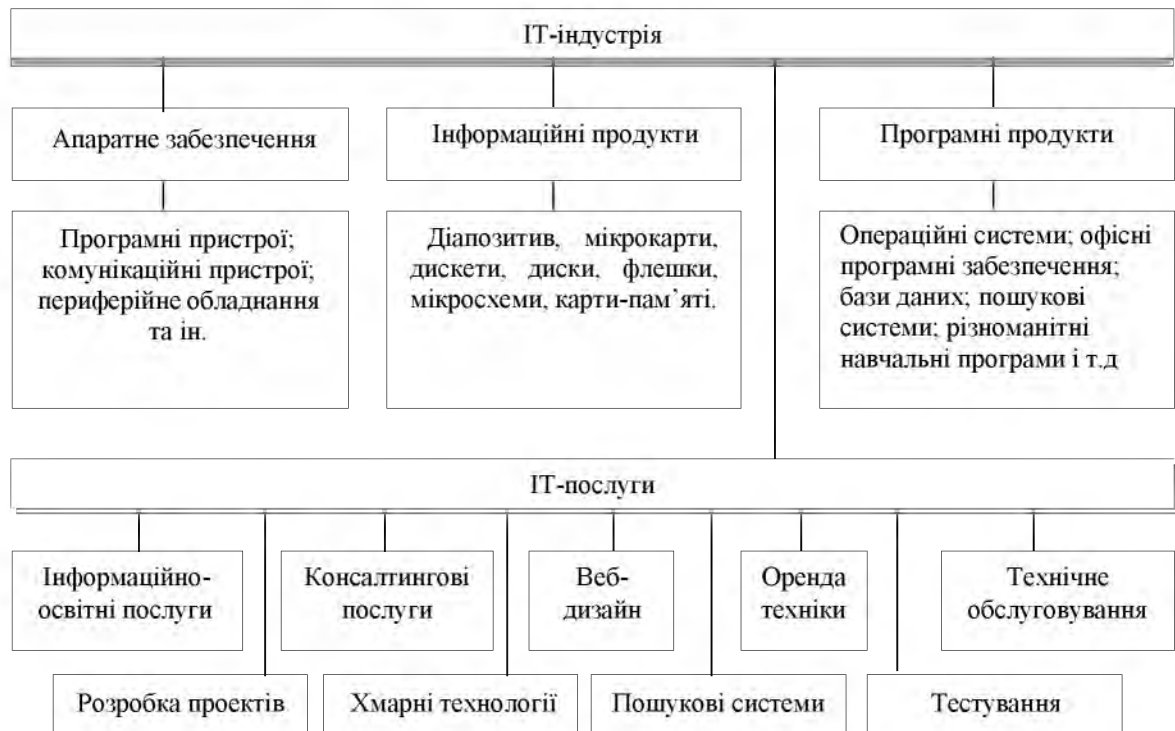 ІТ-індустрія
Апаратне забезпечення
Інформаційні продукти
Програмні продукти
Програмні пристрої;
комунікаційні пристрої;
периферійне обладнання
та ін.
Діапозитив, мікрокарти,
дискети, диски, флешки,
мікросхеми, карти-пам’яті.
Операційні системи; офісні
програмні забезпечення;
бази даних; пошукові
системи; різноманітні
навчальні програми і т.д
ІТ-послуги
Інформаційно-
освітні послуги
Консалтингові
послуги
Веб-
дизайн
Оренда
техніки
Технічне
обслуговування
Розробка проектів
Хмарні технології
Пошукові системи
Тестування